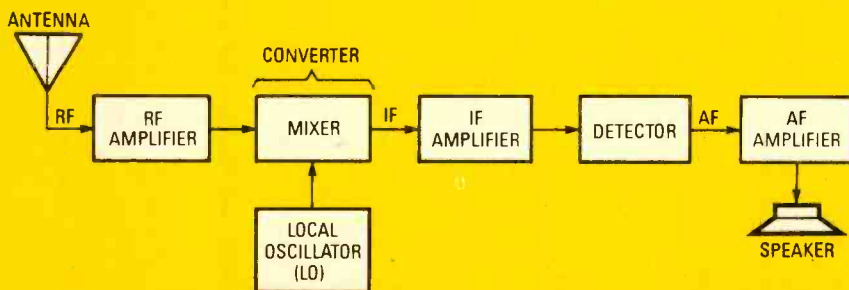 ANTENNA
CONVERTER
RF
RF
AMPLIFIER
MIXER
IF
IF
AMPLIFIER
DETECTOR
AF
AF
AMPLIFIER
LOCAL
OSCILLATOR
(LO)
SPEAKER